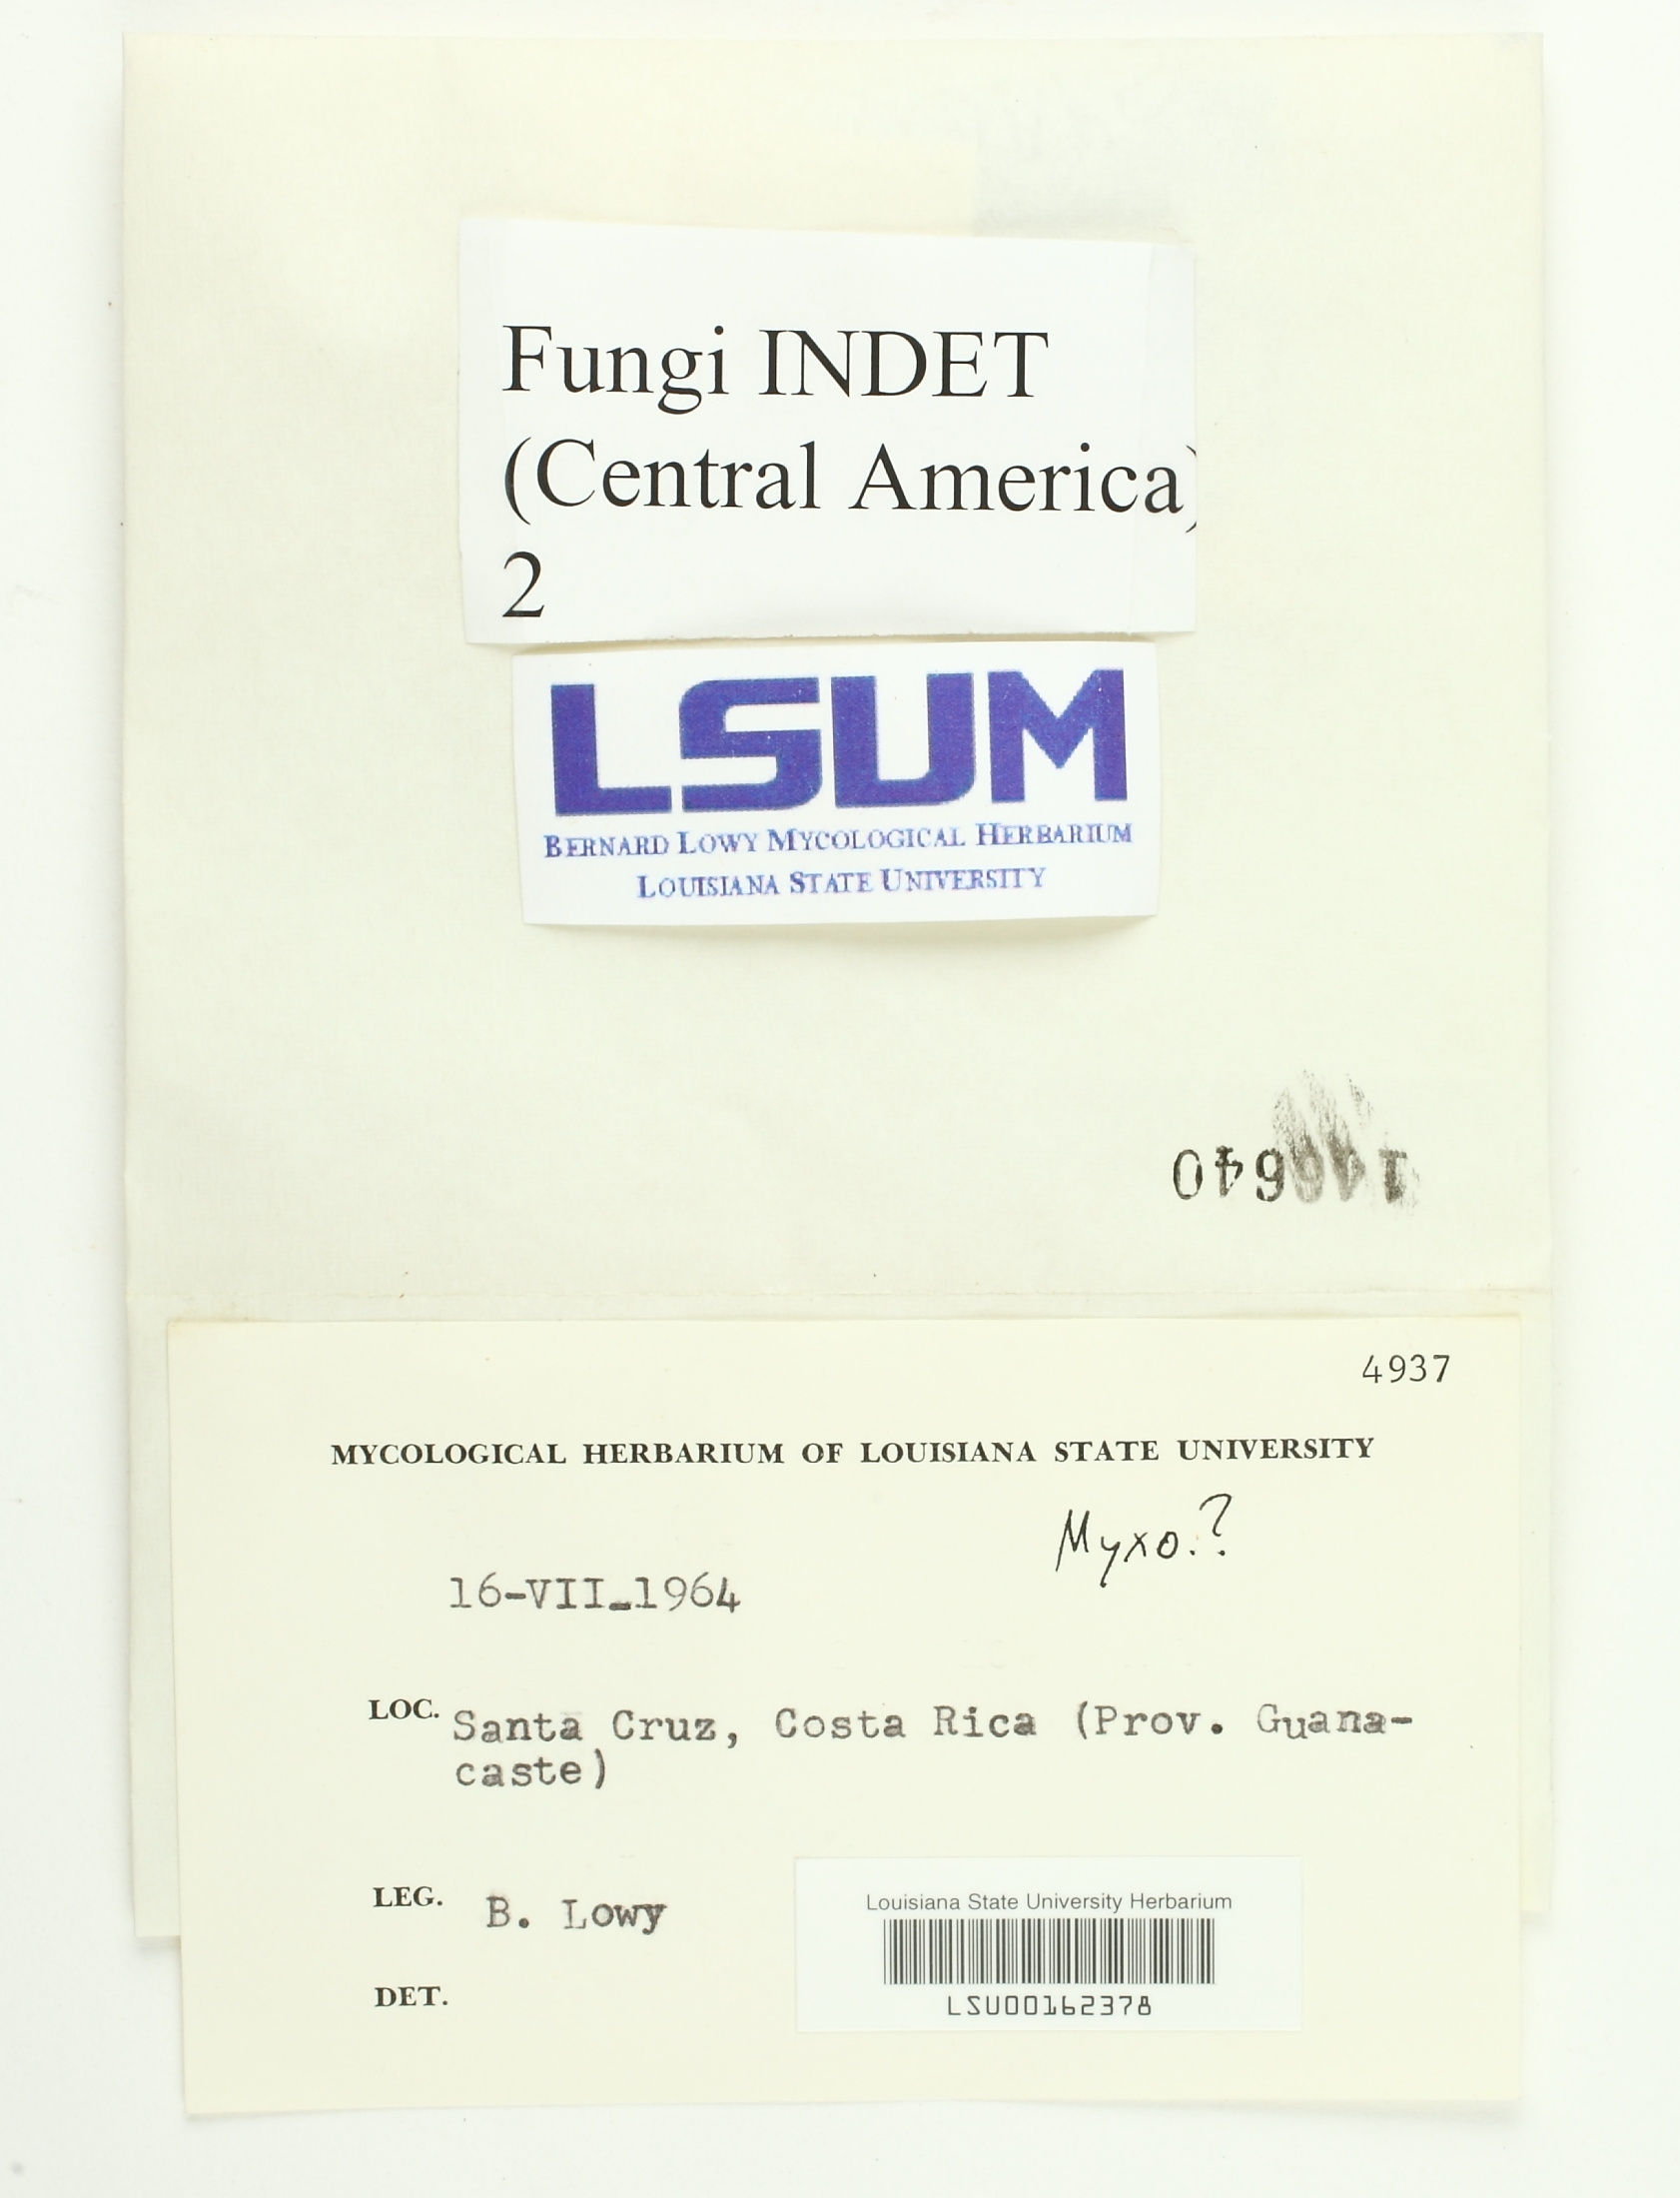 Fungi INDET
(Central America)
2
LSUM
BERNARD LOWY MYCOLOGICAL HERBARIUM
LOUISIANA STATE UNIVERSITY
4937
MYCOLOGICAL HERBARIUM OF LOUISIANA STATE UNIVERSITY
Myxo.?
16-VII-1964
LOC. Santa Cruz, Costa Rica (Prov. Guana-
caste)
LEG. B. Lowy
DET.
Louisiana State University Herbarium
LSU00162378